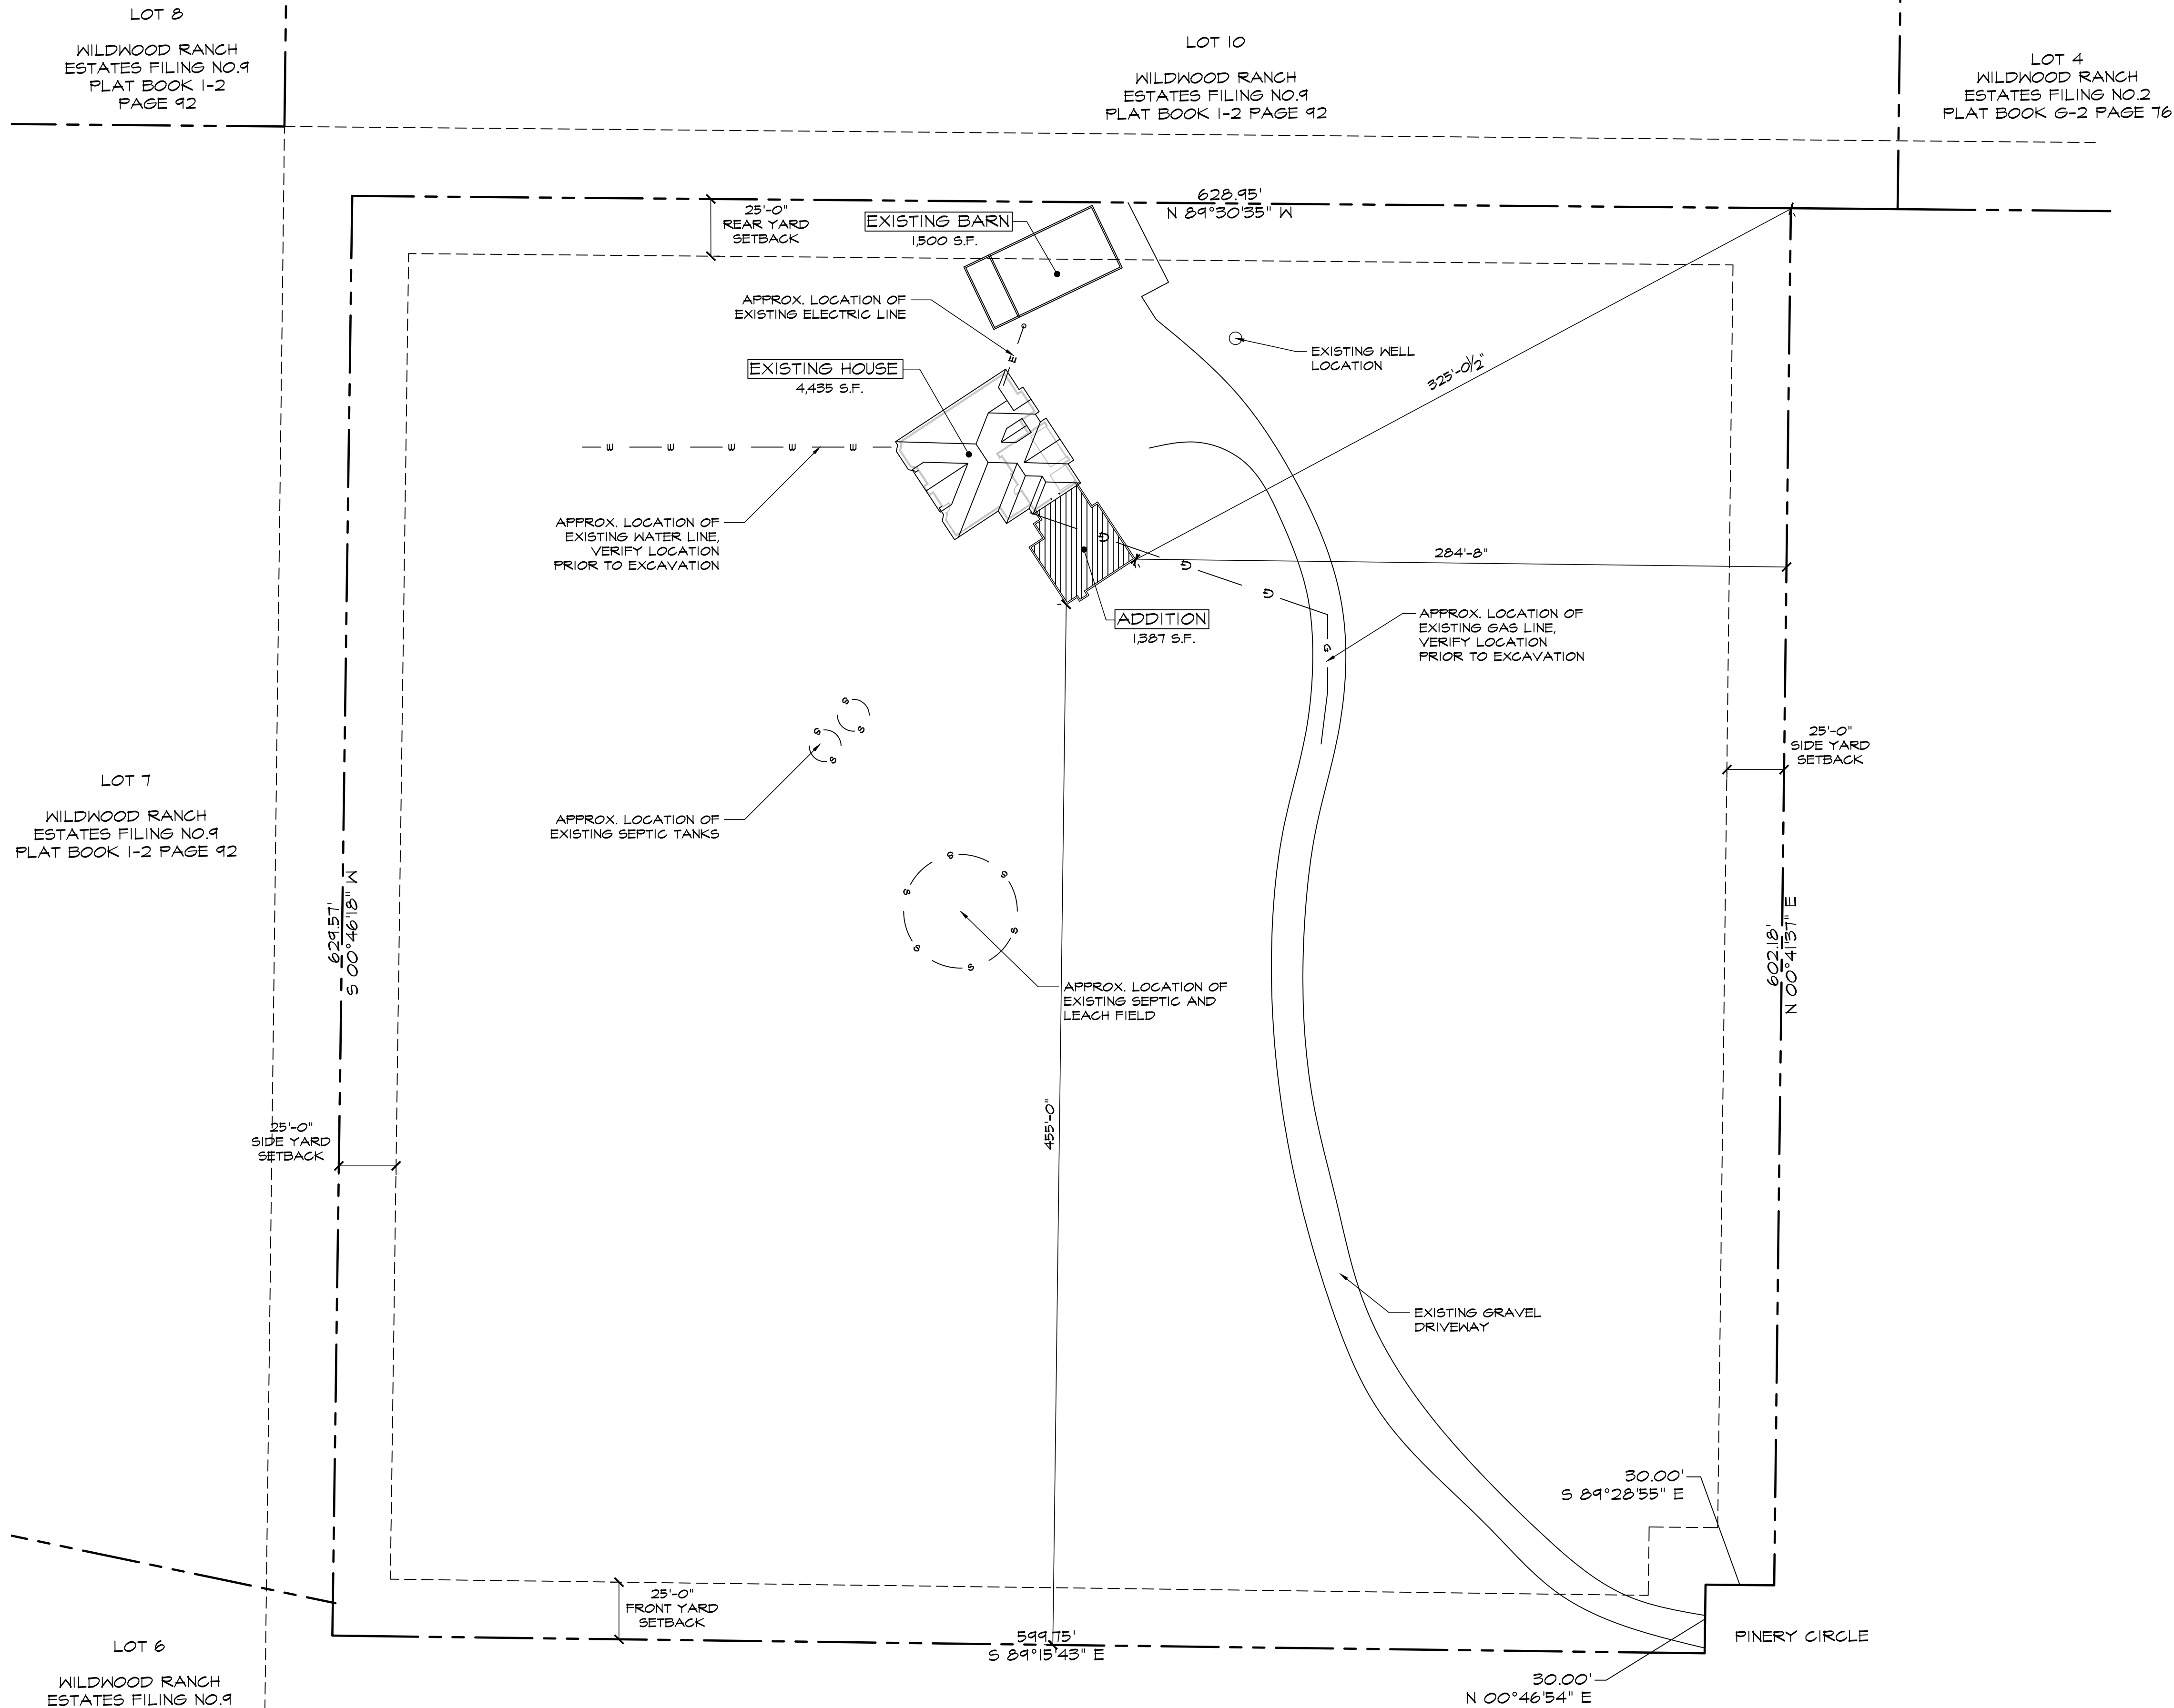 LOT 8
WILDWOOD RANCH
ESTATES FILING NO.9
PLAT BOOK I-2
PAGE 92
LOT 10
WILDWOOD RANCH
ESTATES FILING NO.9
PLAT BOOK I-2 PAGE 92
LOT 4
WILDWOOD RANCH
ESTATES FILING NO.2
PLAT BOOK G-2 PAGE 76
628.95'
N 89°30'35" W
25'-0"
REAR YARD
SETBACK
EXISTING BARN
1,500 S.F.
APPROX. LOCATION OF
EXISTING ELECTRIC LINE
E
EXISTING WELL
LOCATION
325'-0½"
EXISTING HOUSE
4,435 S.F.
W W W W W
APPROX. LOCATION OF
EXISTING WATER LINE,
VERIFY LOCATION
PRIOR TO EXCAVATION
284'-8"
G G G G
ADDITION
1,387 S.F.
APPROX. LOCATION OF
EXISTING GAS LINE,
VERIFY LOCATION
PRIOR TO EXCAVATION
S S
S S
25'-0"
SIDE YARD
SETBACK
LOT 7
WILDWOOD RANCH
ESTATES FILING NO.9
PLAT BOOK I-2 PAGE 92
APPROX. LOCATION OF
EXISTING SEPTIC TANKS
629.57'
S 00°46'18" W
S S S S S S S
602.18'
N 00°41'37" E
APPROX. LOCATION OF
EXISTING SEPTIC AND
LEACH FIELD
455'-0"
25'-0"
SIDE YARD
SETBACK
EXISTING GRAVEL
DRIVEWAY
30.00'
S 89°28'55" E
25'-0"
FRONT YARD
SETBACK
599.75'
S 89°15'43" E
PINERY CIRCLE
30.00'
N 00°46'54" E
LOT 6
WILDWOOD RANCH
ESTATES FILING NO.9